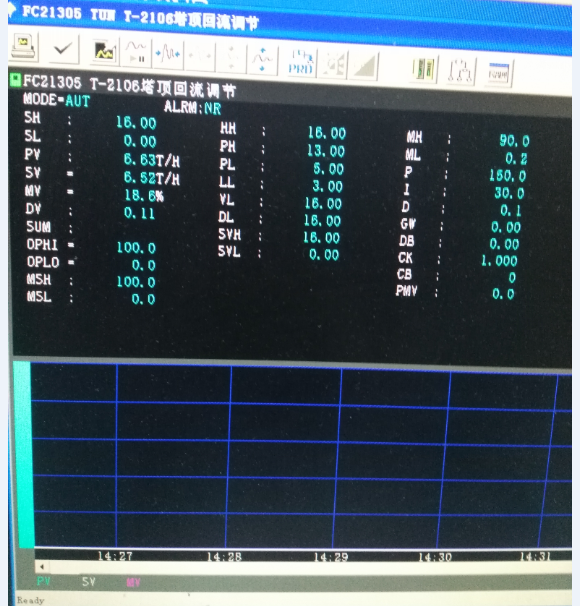 FC21305 TUN T-2106塔顶回流调节
PRD
FC21305 T-2106塔顶回流调节
MODE=AUT ALRM:NR
SH : 16.00 HH : 16.00 MH : 90.0
SL : 0.00 PH : 13.00 ML : 0.2
PV = 6.63T/H PL : 5.00 P : 150.0
SV = 6.52T/H LL : 3.00 I : 30.0
MV = 18.6% VL : 16.00 D : 0.1
DV : 0.11 DL : 16.00 GW : 0.00
SUM : SVH : 16.00 DB : 0.00
OPHI = 100.0 SVL : 0.00 CK : 1.000
OPLO = 0.0 CB : 0
MSH : 100.0 PMV : 0.0
MSL : 0.0
14:27 14:28 14:29 14:30 14:31
PV SV MV
Ready